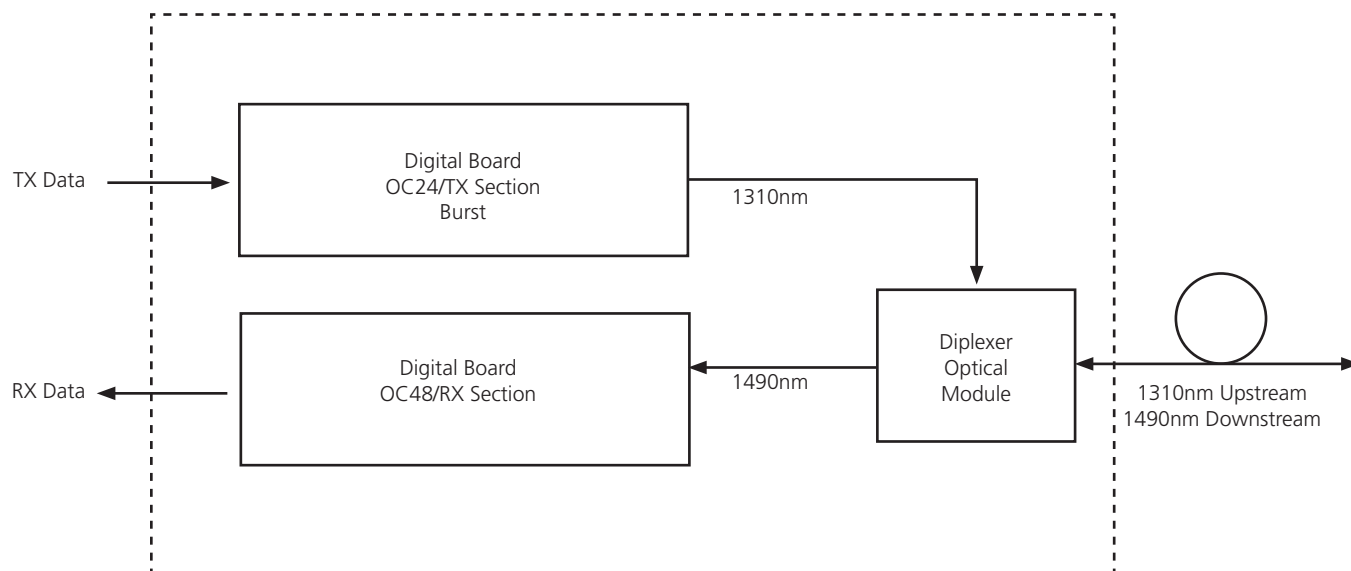 TX Data
Digital Board
OC24/TX Section
Burst
1310nm
RX Data
Digital Board
OC48/RX Section
1490nm
Diplexer
Optical
Module
1310nm Upstream
1490nm Downstream